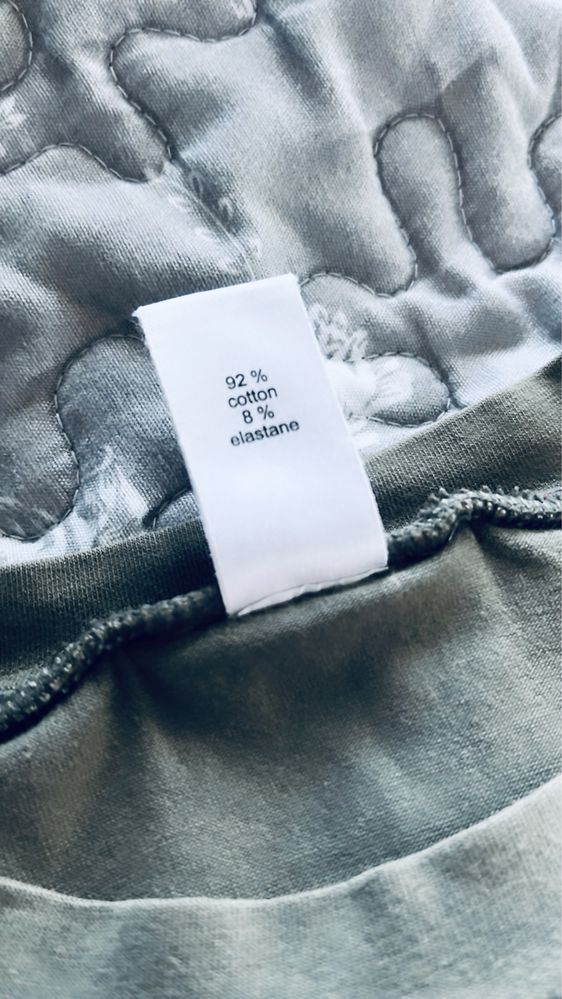 92 %
cotton
8 %
elastane